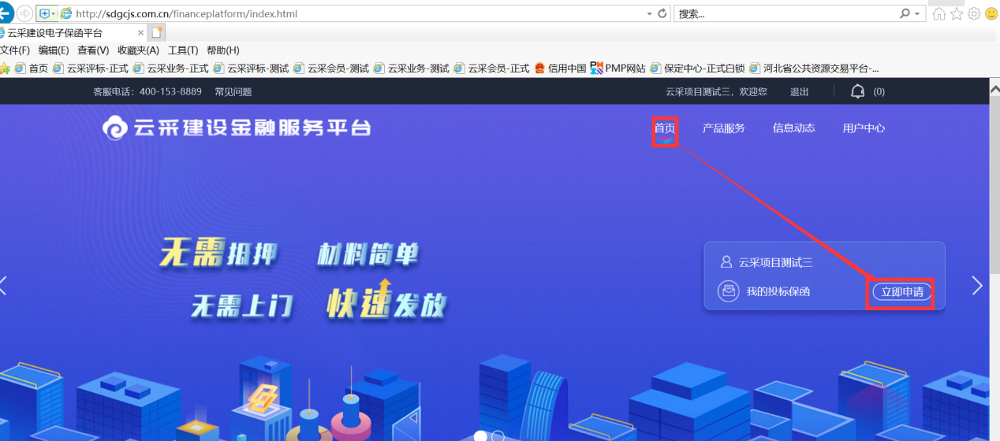 http://sdgcjs.com.cn/financeplatform/index.html 搜索...
云采建设电子保函平台
文件(F) 编辑(E) 查看(V) 收藏夹(A) 工具(T) 帮助(H)
首页 云采评标-正式 云采业务-正式 云采评标-测试 云采会员-测试 云采业务-测试 云采会员-正式 信用中国 PMP网站 保定中心-正式白锁 河北省公共资源交易平台-...
客服电话：400-153-8889 常见问题 云采项目测试三，欢迎您 退出 (0)
云采建设金融服务平台 首页 产品服务 信息动态 用户中心
无需抵押 材料简单
云采项目测试三
我的投标保函 立即申请
无需上门 快速发放